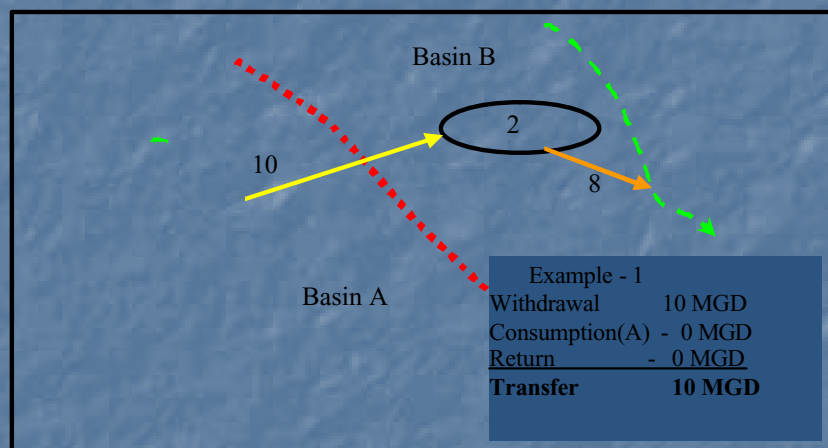 Basin B
2
10
8
Basin A
Example - 1
Withdrawal 10 MGD
Consumption(A) - 0 MGD
Return - 0 MGD
Transfer 10 MGD